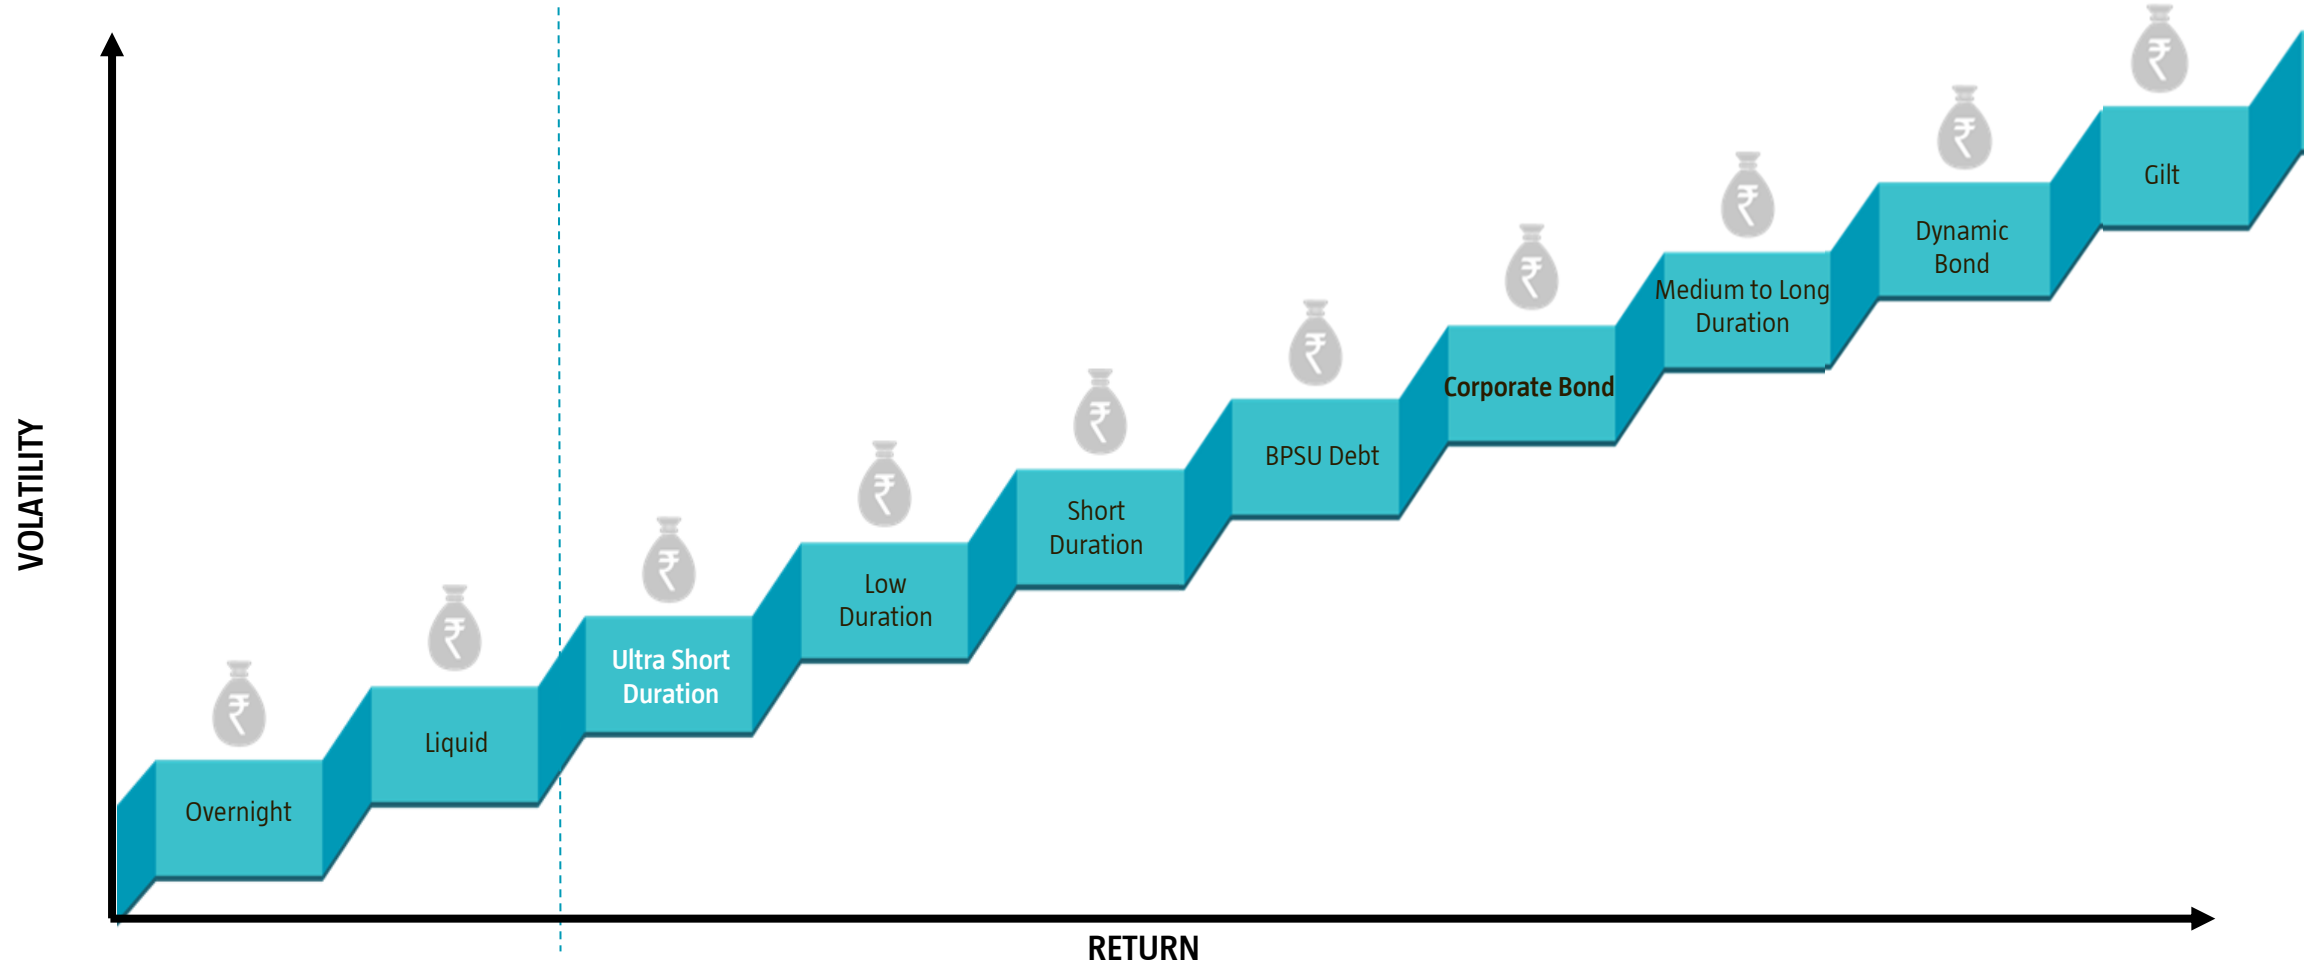 VOLATILITY
₹
Overnight
₹
Liquid
₹
Ultra Short
Duration
₹
Low
Duration
₹
Short
Duration
₹
BPSU Debt
₹
Corporate Bond
₹
Medium to Long
Duration
₹
Dynamic
Bond
₹
Gilt
RETURN